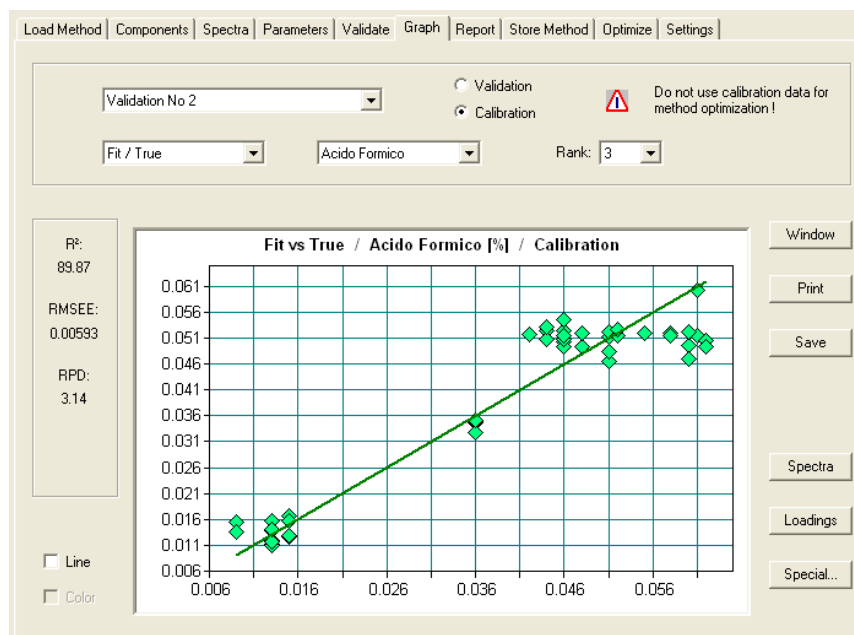 Load Method Components Spectra Parameters Validate Graph Report Store Method Optimize Settings
Validation No 2
Validation
Calibration
Do not use calibration data for
method optimization !
Fit / True
Acido Formico
Rank: 3
R²:
89.87
RMSEE:
0.00593
RPD:
3.14
Line
Color
Fit vs True / Acido Formico [%] / Calibration
0.061
0.056
0.051
0.046
0.041
0.036
0.031
0.026
0.021
0.016
0.011
0.006
0.006 0.016 0.026 0.036 0.046 0.056
Window
Print
Save
Spectra
Loadings
Special...